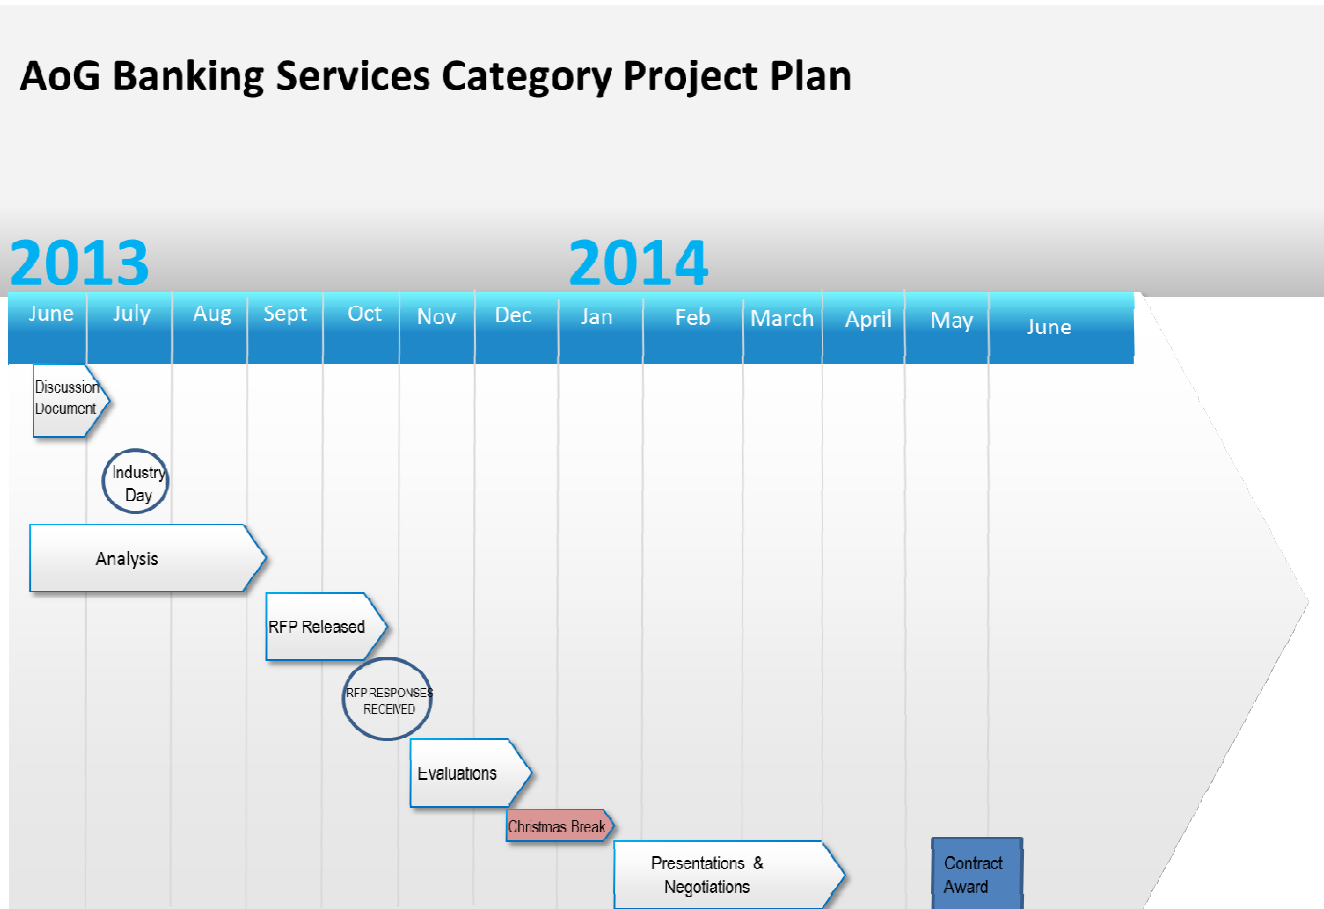 AoG Banking Services Category Project Plan
2013 2014
June July Aug Sept Oct Nov Dec Jan Feb March April May June
Discussion
Document
Industry
Day
Analysis
RFP Released
RFP RESPONSES
RECEIVED
Evaluations
Christmas Break
Presentations &
Negotiations
Contract
Award